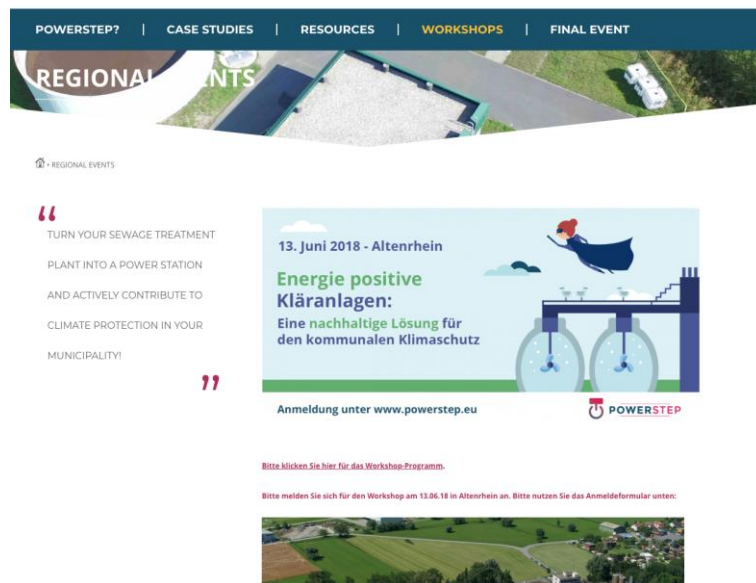 POWERSTEP? | CASE STUDIES | RESOURCES | WORKSHOPS | FINAL EVENT
REGIONAL EVENTS
• REGIONAL EVENTS
“
TURN YOUR SEWAGE TREATMENT
PLANT INTO A POWER STATION
AND ACTIVELY CONTRIBUTE TO
CLIMATE PROTECTION IN YOUR
MUNICIPALITY!
”
13. Juni 2018 - Altenrhein
Energie positive
Kläranlagen:
Eine nachhaltige Lösung für
den kommunalen Klimaschutz
Anmeldung unter www.powerstep.eu
POWERSTEP
Bitte klicken Sie hier für das Workshop-Programm.
Bitte melden Sie sich für den Workshop am 13.06.18 in Altenrhein an. Bitte nutzen Sie das Anmeldeformular unten: